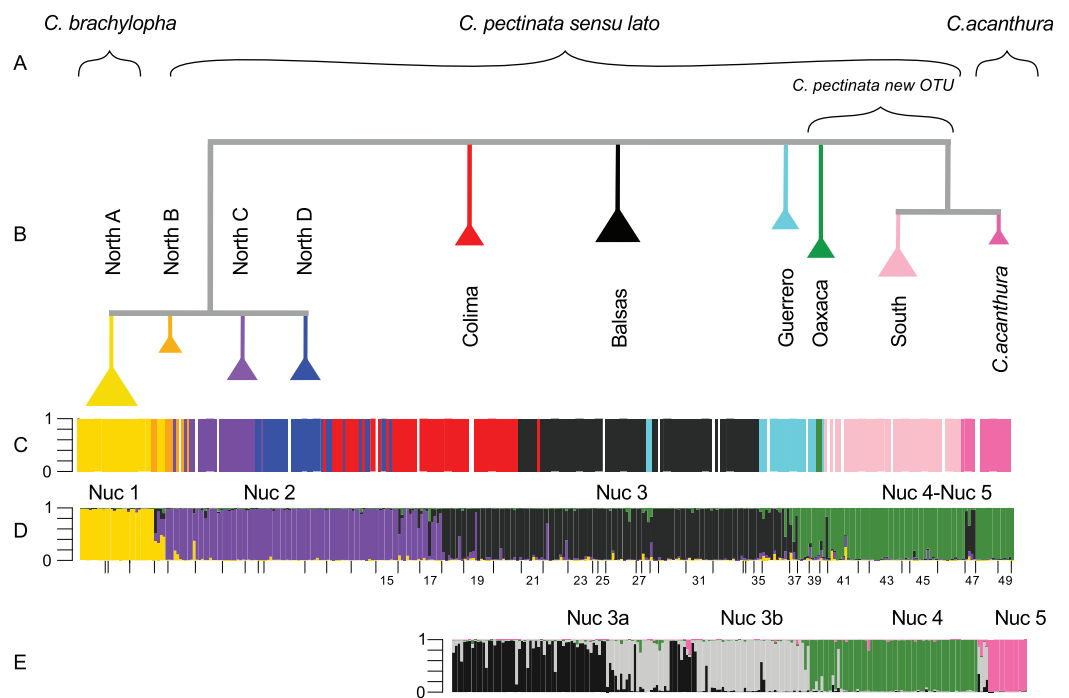 C. brachylopha C. pectinata sensu lato C.acanthura
A
C. pectinata new OTU
B
North A North B North C North D
Colima Balsas Guerrero Oaxaca South C.acanthura
1
C
0
Nuc 1 Nuc 2 Nuc 3 Nuc 4-Nuc 5
1
D
0
15 17 19 21 23 25 27 31 35 37 39 41 43 45 47 49
Nuc 3a Nuc 3b Nuc 4 Nuc 5
1
E
0